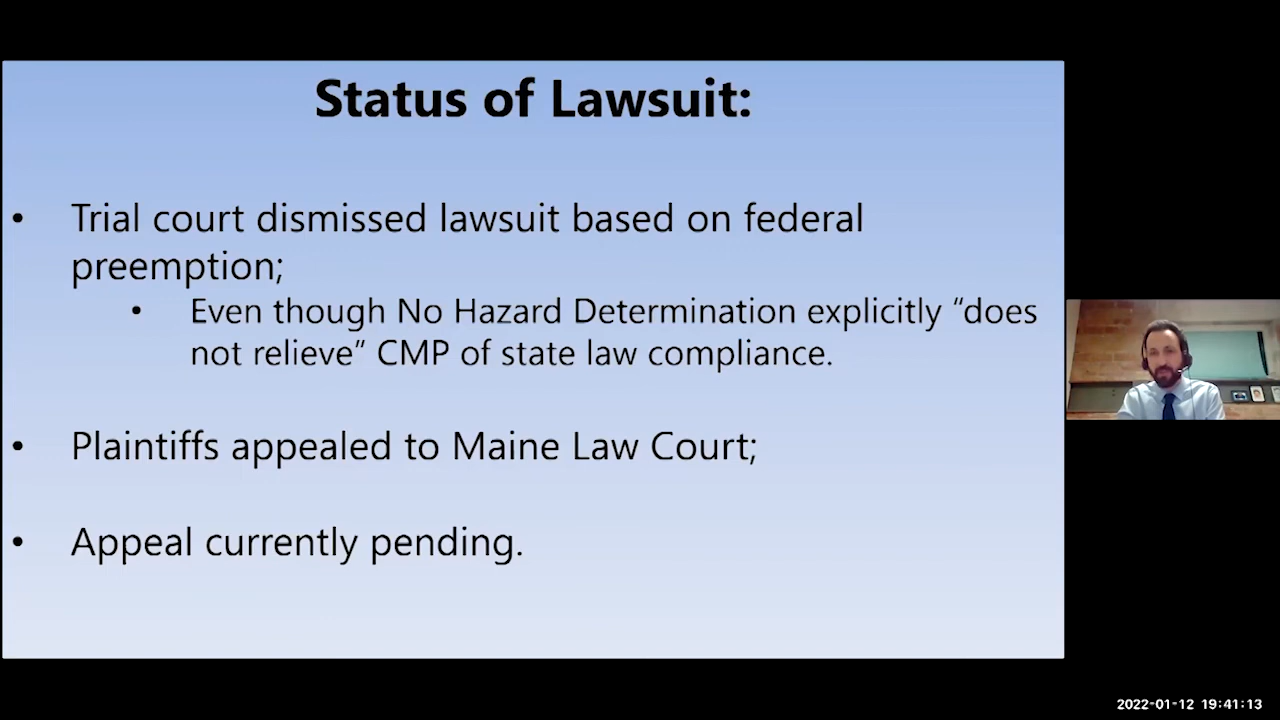 Status of Lawsuit:
• Trial court dismissed lawsuit based on federal
preemption;
• Even though No Hazard Determination explicitly “does
not relieve” CMP of state law compliance.
• Plaintiffs appealed to Maine Law Court;
• Appeal currently pending.
2022-01-12 19:41:13